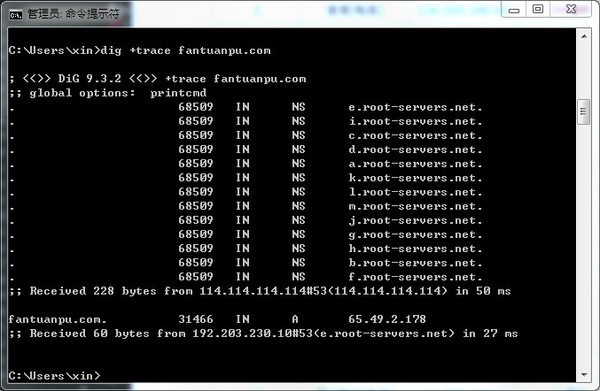 管理员: 命令提示符
C:\Users\xin>dig +trace fantuanpu.com
; <<>> DiG 9.3.2 <<>> +trace fantuanpu.com
;; global options:  printcmd
.                       68509   IN      NS      e.root-servers.net.
.                       68509   IN      NS      i.root-servers.net.
.                       68509   IN      NS      c.root-servers.net.
.                       68509   IN      NS      d.root-servers.net.
.                       68509   IN      NS      a.root-servers.net.
.                       68509   IN      NS      k.root-servers.net.
.                       68509   IN      NS      l.root-servers.net.
.                       68509   IN      NS      m.root-servers.net.
.                       68509   IN      NS      j.root-servers.net.
.                       68509   IN      NS      g.root-servers.net.
.                       68509   IN      NS      h.root-servers.net.
.                       68509   IN      NS      b.root-servers.net.
.                       68509   IN      NS      f.root-servers.net.
;; Received 228 bytes from 114.114.114.114#53(114.114.114.114) in 50 ms
fantuanpu.com.          31466   IN      A       65.49.2.178
;; Received 60 bytes from 192.203.230.10#53(e.root-servers.net) in 27 ms
C:\Users\xin>